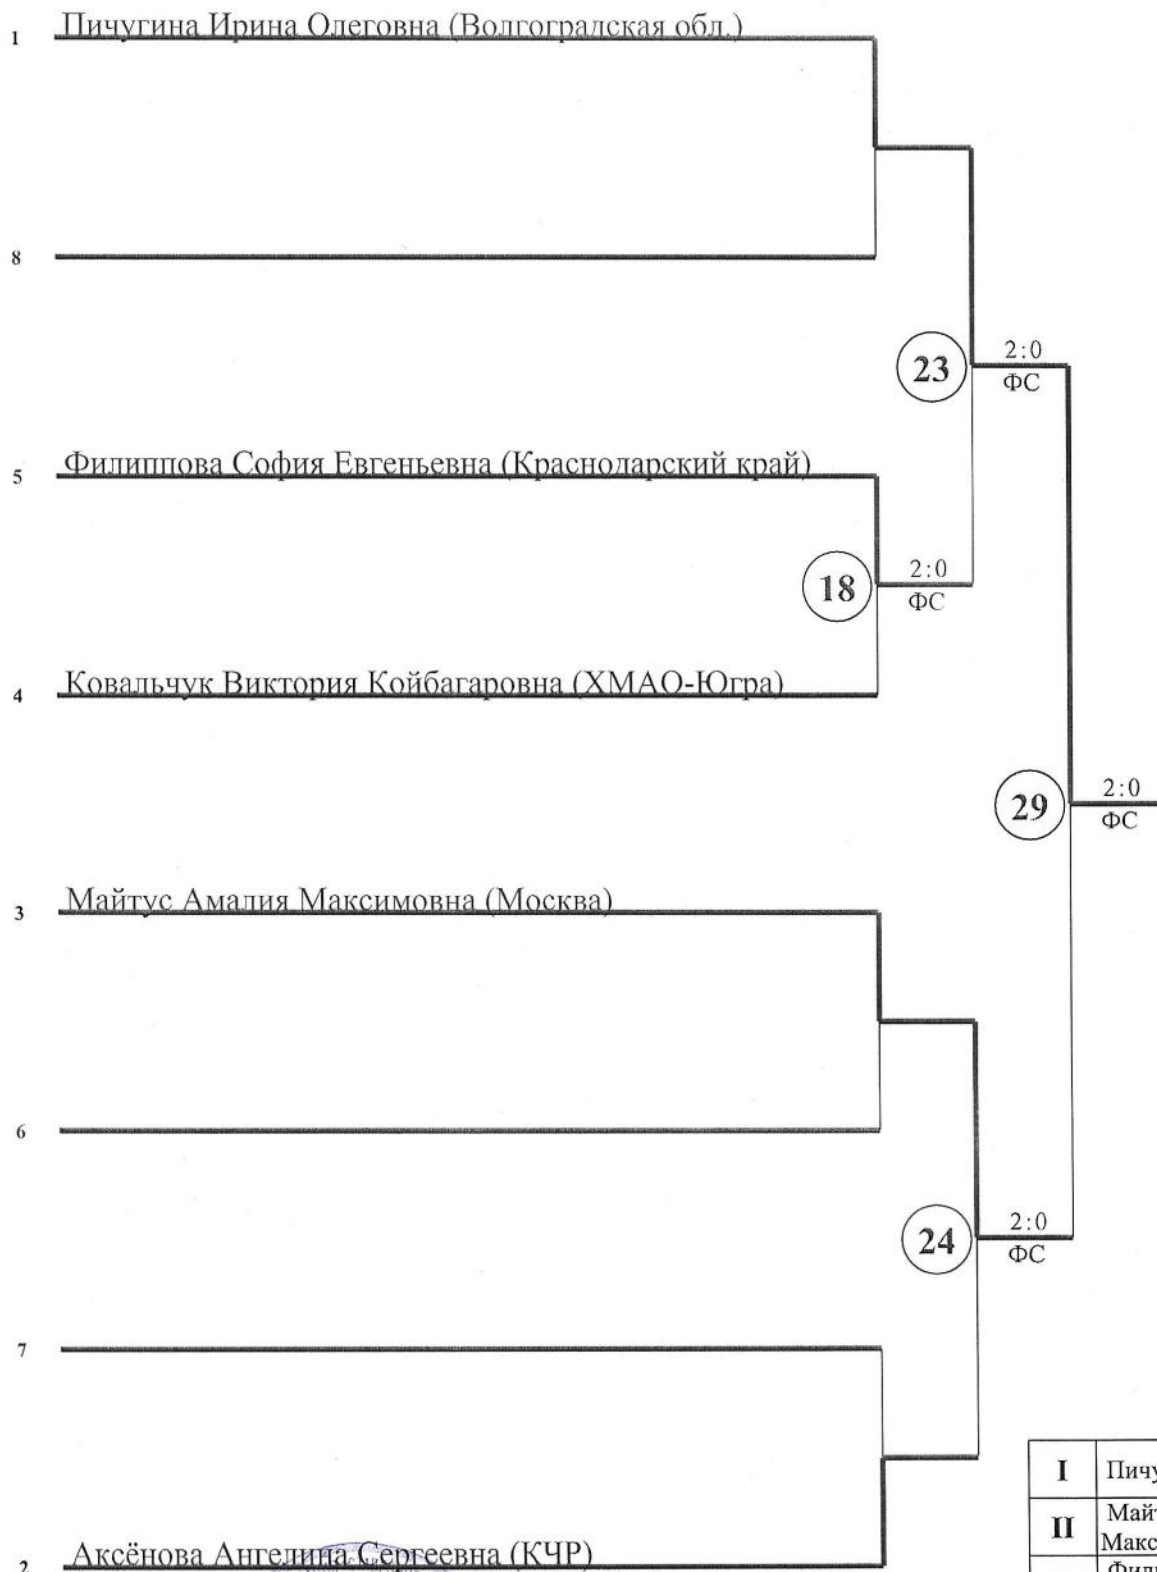 1 Пичугина Ирина Олеговна (Волгоградская обл.)
8
23 2:0
ФС
5 Филиппова София Евгеньевна (Краснодарский край)
18 2:0
ФС
4 Ковальчук Виктория Койбагаровна (ХМАО-Югра)
29 2:0
ФС
3 Майтус Амалия Максимовна (Москва)
6
24 2:0
ФС
7
I Пичу
II Майт
Макс
2 Аксёнова Ангелина Сергеевна (КЧР)
Фили